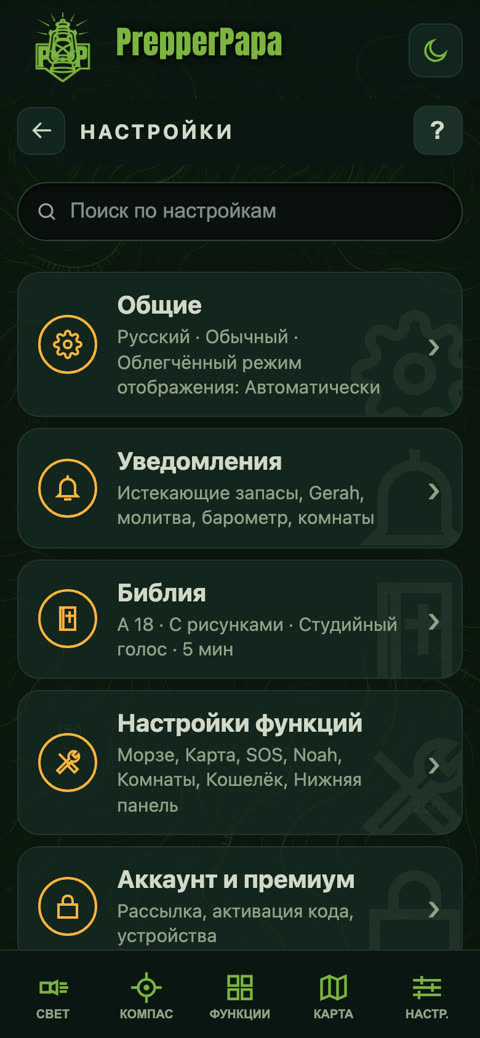 PrepperPapa
НАСТРОЙКИ
?
Поиск по настройкам
Общие
Русский · Обычный ·
Облегчённый режим
отображения: Автоматически
Уведомления
Истекающие запасы, Gerah,
молитва, барометр, комнаты
Библия
A 18 · С рисунками · Студийный
голос · 5 мин
Настройки функций
Морзе, Карта, SOS, Noah,
Комнаты, Кошелёк, Нижняя
панель
Аккаунт и премиум
Рассылка, активация кода,
устройства
СВЕТ КОМПАС ФУНКЦИИ КАРТА НАСТР.